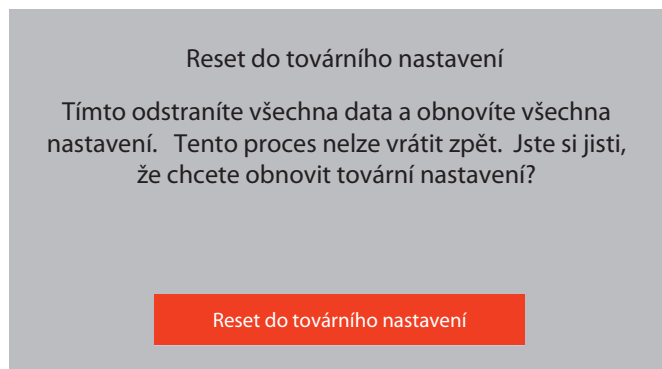 Reset do továrního nastavení
Tímto odstraníte všechna data a obnovíte všechna
nastavení.   Tento proces nelze vrátit zpět.  Jste si jisti,
že chcete obnovit tovární nastavení?
Reset do továrního nastavení